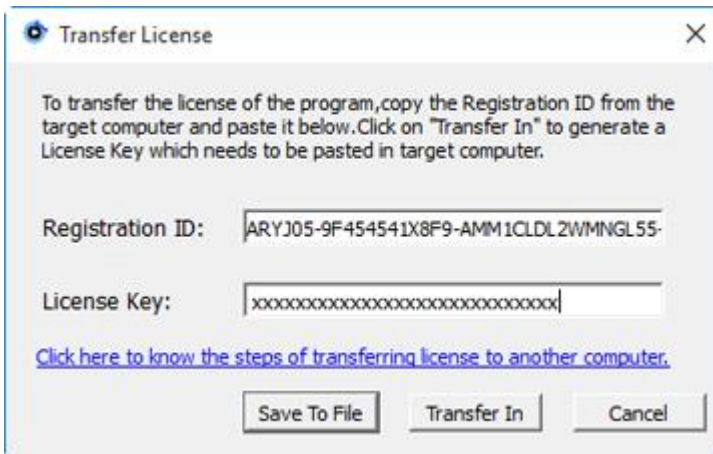 Transfer License
To transfer the license of the program,copy the Registration ID from the
target computer and paste it below.Click on "Transfer In" to generate a
License Key which needs to be pasted in target computer.
Registration ID: ARYJ05-9F454541X8F9-AMM1CLDL2WMNGL55-
License Key: xxxxxxxxxxxxxxxxxxxxxxxxxxxx
Click here to know the steps of transferring license to another computer.
Save To File Transfer In Cancel